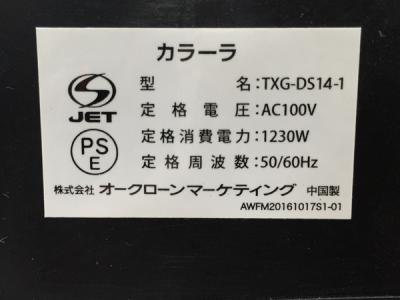 カラーラ
型 名:TXG-DS14-1
定格電圧:AC100V
定格消費電力:1230W
定格周波数:50/60Hz
JET
PS
E
株式会社 オークローンマーケティング 中国製
AWFM20161017S1-01